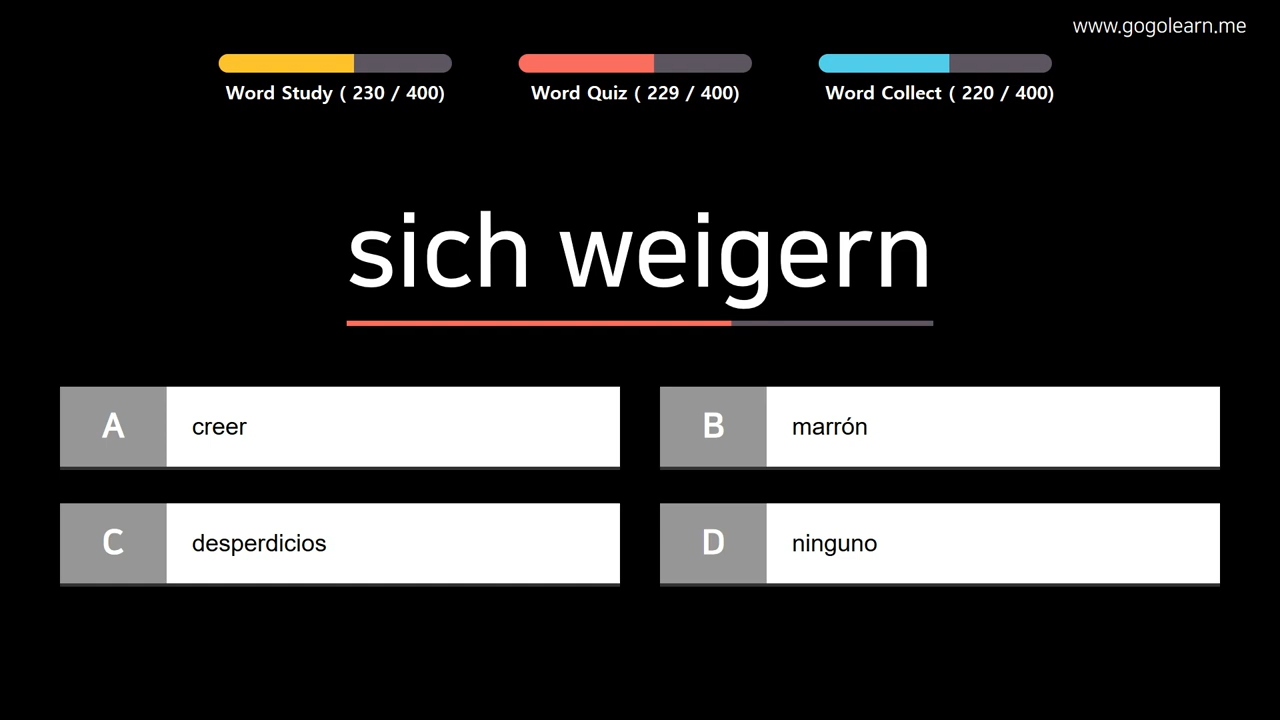 www.gogolearn.me
Word Study ( 230 / 400)
Word Quiz ( 229 / 400)
Word Collect ( 220 / 400)
sich weigern
A creer
B marrón
C desperdicios
D ninguno